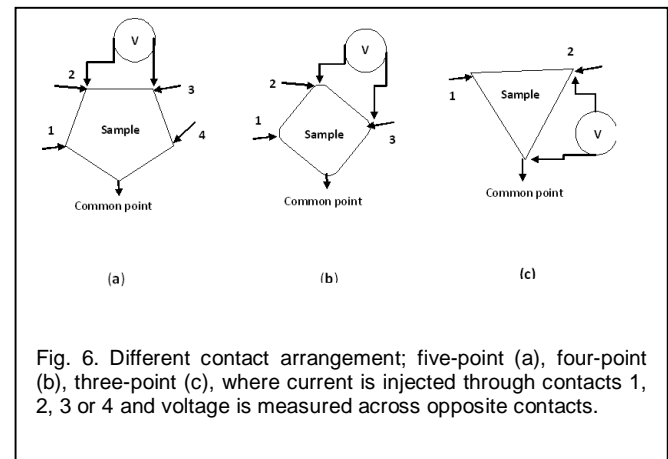 V
2
3
Sample
1
4
Common point
(a)
V
2
Sample
1
3
Common point
(b)
2
Sample
1
V
Common point
(c)
Fig. 6. Different contact arrangement; five-point (a), four-point
(b), three-point (c), where current is injected through contacts 1,
2, 3 or 4 and voltage is measured across opposite contacts.